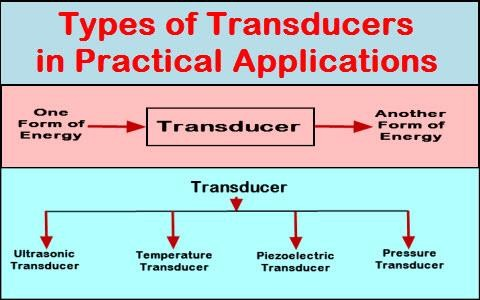 Types of Transducers
in Practical Applications
One
Form of
Energy
Transducer
Another
Form of
Energy
Transducer
Ultrasonic
Transducer
Temperature
Transducer
Piezoelectric
Transducer
Pressure
Transducer